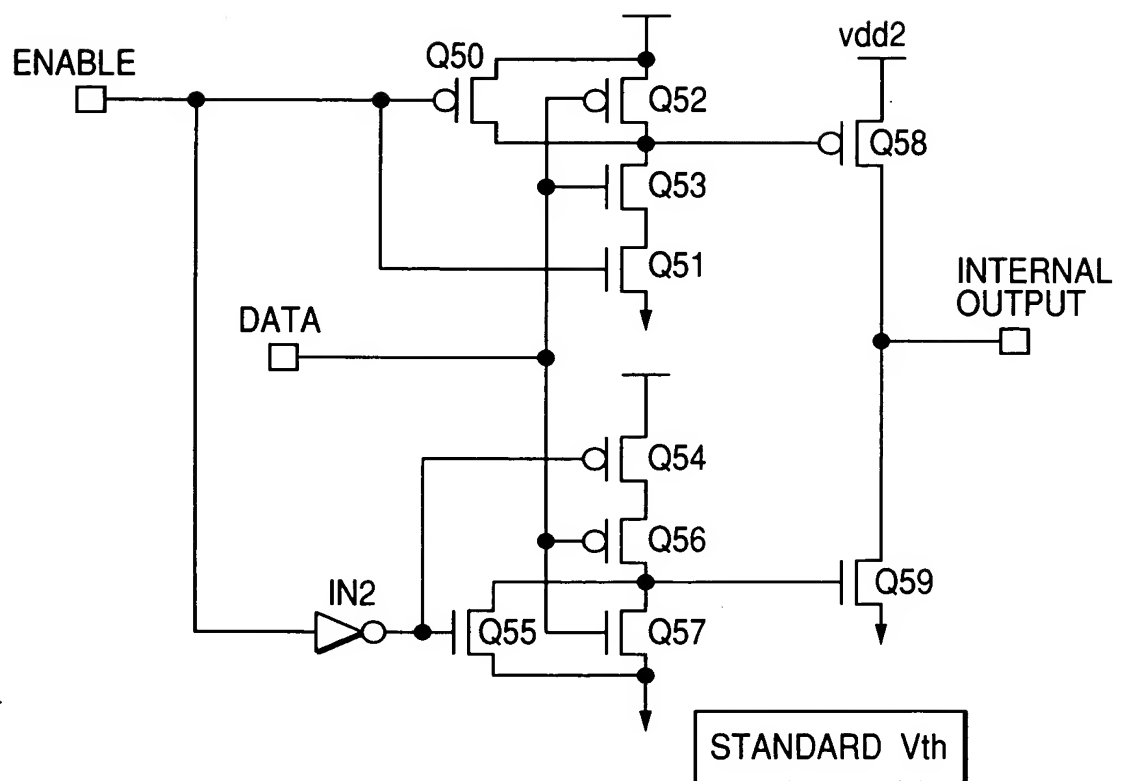 ENABLE
Q50
vdd2
Q52
Q58
Q53
Q51
INTERNAL
OUTPUT
DATA
Q54
Q56
IN2
Q55
Q57
Q59
STANDARD Vth